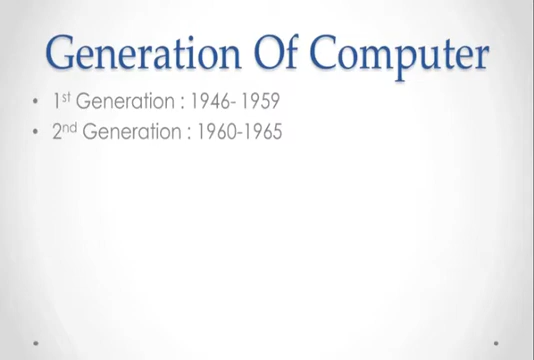 Generation Of Computer
• 1st Generation : 1946- 1959
• 2nd Generation : 1960-1965